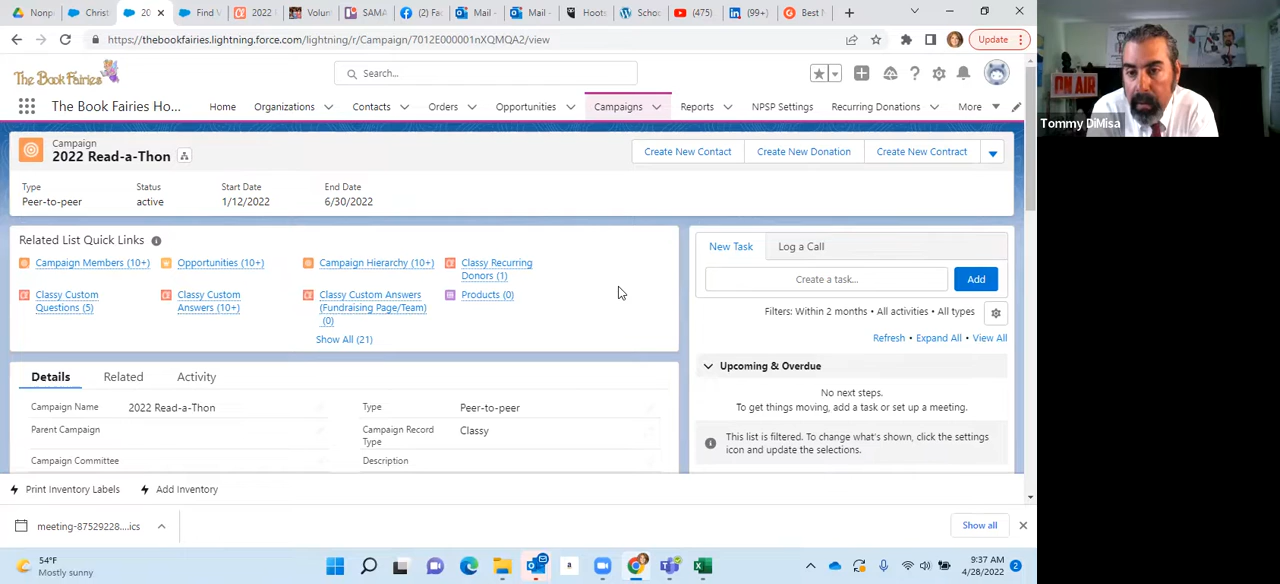 Nonp
Christ
20
Find V
2022
Volun
SAMA
(2) Fac
Mail -
Mail -
Hoots
Schoo
(475)
(99+)
Best N
https://thebookfairies.lightning.force.com/lightning/r/Campaign/7012E000001nXQMQA2/view
Update
The Book Fairies
Search...
The Book Fairies Ho...
Home
Organizations
Contacts
Orders
Opportunities
Campaigns
Reports
NPSP Settings
Recurring Donations
More
Campaign
2022 Read-a-Thon
Create New Contact
Create New Donation
Create New Contract
Type
Status
Start Date
End Date
Peer-to-peer
active
1/12/2022
6/30/2022
Related List Quick Links
Campaign Members (10+)
Opportunities (10+)
Campaign Hierarchy (10+)
Classy Recurring
Donors (1)
Classy Custom
Questions (5)
Classy Custom
Answers (10+)
Classy Custom Answers
(Fundraising Page/Team)
(0)
Products (0)
Show All (21)
New Task
Log a Call
Create a task...
Add
Filters: Within 2 months • All activities • All types
Refresh • Expand All • View All
Upcoming & Overdue
No next steps.
To get things moving, add a task or set up a meeting.
This list is filtered. To change what's shown, click the settings
icon and update the selections.
Details
Related
Activity
Campaign Name
2022 Read-a-Thon
Type
Peer-to-peer
Parent Campaign
Campaign Record
Type
Classy
Campaign Committee
Description
Print Inventory Labels
Add Inventory
meeting-87529228....ics
Show all
54°F
Mostly sunny
9:37 AM
4/28/2022
2
ON AIR
Tommy DiMisa